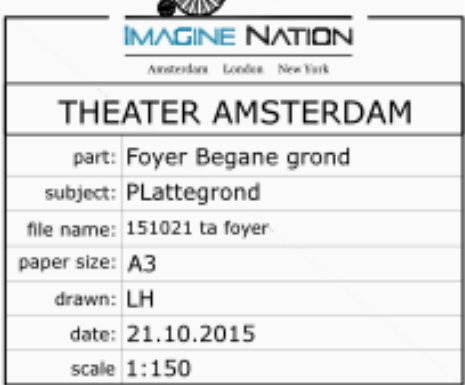 IMAGINE NATION
Amsterdam London New York
THEATER AMSTERDAM
part: Foyer Begane grond
subject: PLattegrond
file name: 151021 ta foyer
paper size: A3
drawn: LH
date: 21.10.2015
scale 1:150